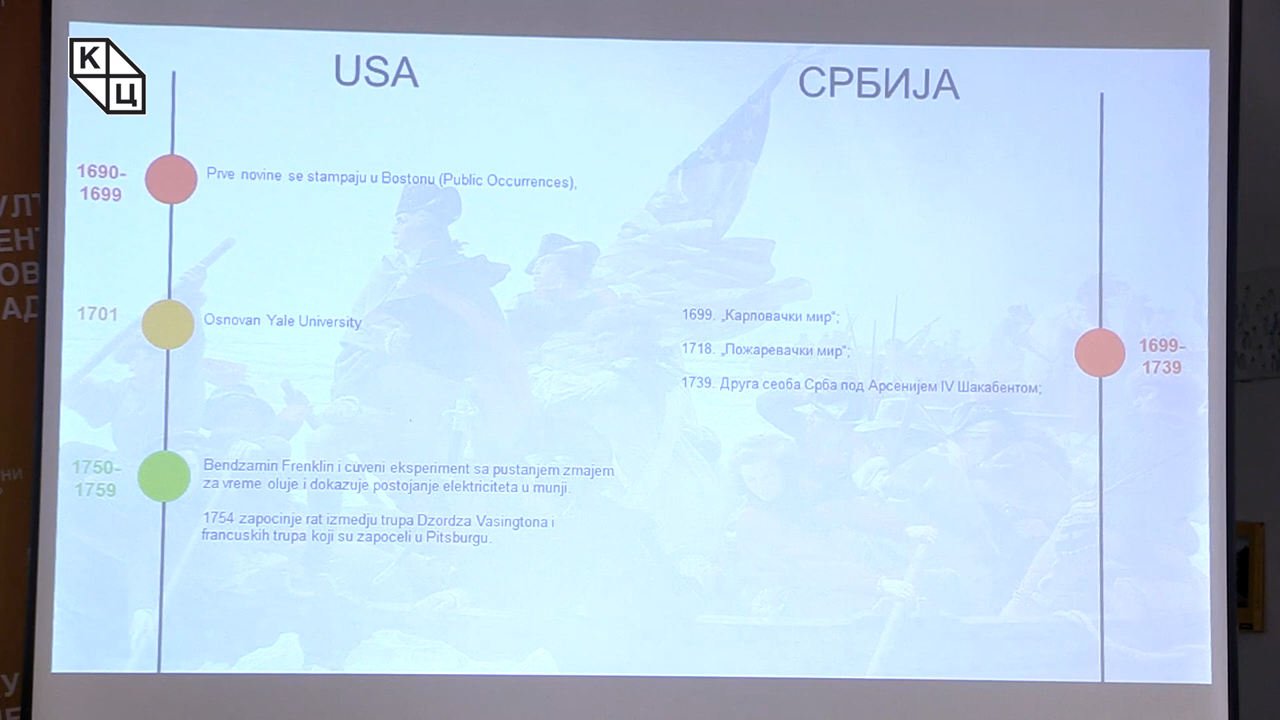 К
Ц
USA
СРБИЈА
1690-
1699
Prve novine se stampaju u Bostonu (Public Occurrences),
1701
Osnovan Yale University
1699. „Карловачки мир“;
1718. „Пожаревачки мир“;
1739. Друга сеоба Срба под Арсенијем IV Шакабентом;
1699-
1739
1750-
1759
Bendzamin Frenklin i cuveni eksperiment sa pustanjem zmajem
za vreme oluje i dokazuje postojanje elektriciteta u munji.
1754 zapocinje rat izmedju trupa Dzordza Vasingtona i
francuskih trupa koji su zapoceli u Pitsburgu.